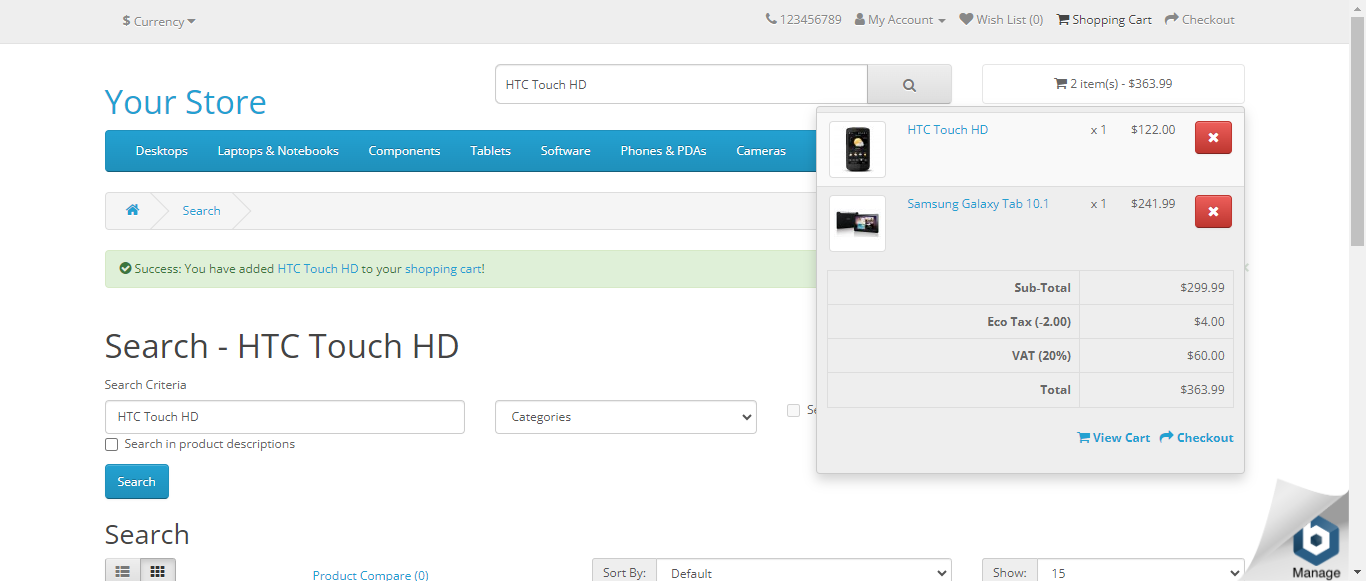 $ Currency
123456789 My Account Wish List (0) Shopping Cart Checkout
Your Store
HTC Touch HD
2 item(s) - $363.99
Desktops Laptops & Notebooks Components Tablets Software Phones & PDAs Cameras
HTC Touch HD x 1 $122.00
Samsung Galaxy Tab 10.1 x 1 $241.99
Sub-Total $299.99
Eco Tax (-2.00) $4.00
VAT (20%) $60.00
Total $363.99
View Cart Checkout
Search
Success: You have added HTC Touch HD to your shopping cart!
Search - HTC Touch HD
Search Criteria
HTC Touch HD
Categories
Search in product descriptions
Search
Search
Product Compare (0)
Sort By: Default
Show: 15
Manage